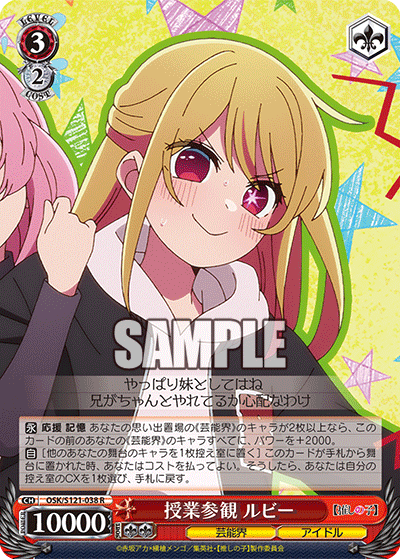 LEVEL
3
2
COST
SAMPLE
やっぱり妹としてはね
兄がちゃんとやれてるか心配なわけ
永 応援 記憶 あなたの思い出置場の《芸能界》のキャラが2枚以上なら、この
カードの前のあなたの《芸能界》のキャラすべてに、パワーを+2000。
自 [他のあなたの舞台のキャラを1枚控え室に置く] このカードが手札から舞
台に置かれた時、あなたはコストを払ってよい。そうしたら、あなたは自分の
控え室のCXを1枚選び、手札に戻す。
CH OSK/S121-038 R
10000
授業参観 ルビー
【推しの子】
芸能界
アイドル
©赤坂アカ×横槍メンゴ/集英社・【推しの子】製作委員会